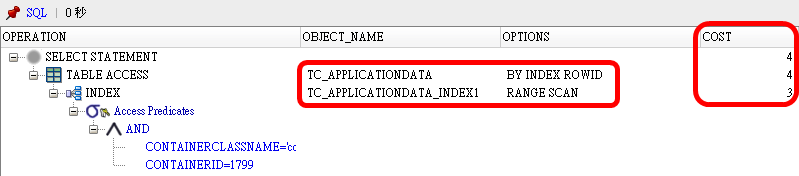 SQL | 0 秒
OPERATION OBJECT_NAME OPTIONS COST
SELECT STATEMENT 4
TABLE ACCESS TC_APPLICATIONDATA BY INDEX ROWID 4
INDEX TC_APPLICATIONDATA_INDEX1 RANGE SCAN 3
Access Predicates
AND
CONTAINERCLASSNAME='cc
CONTAINERID=1799